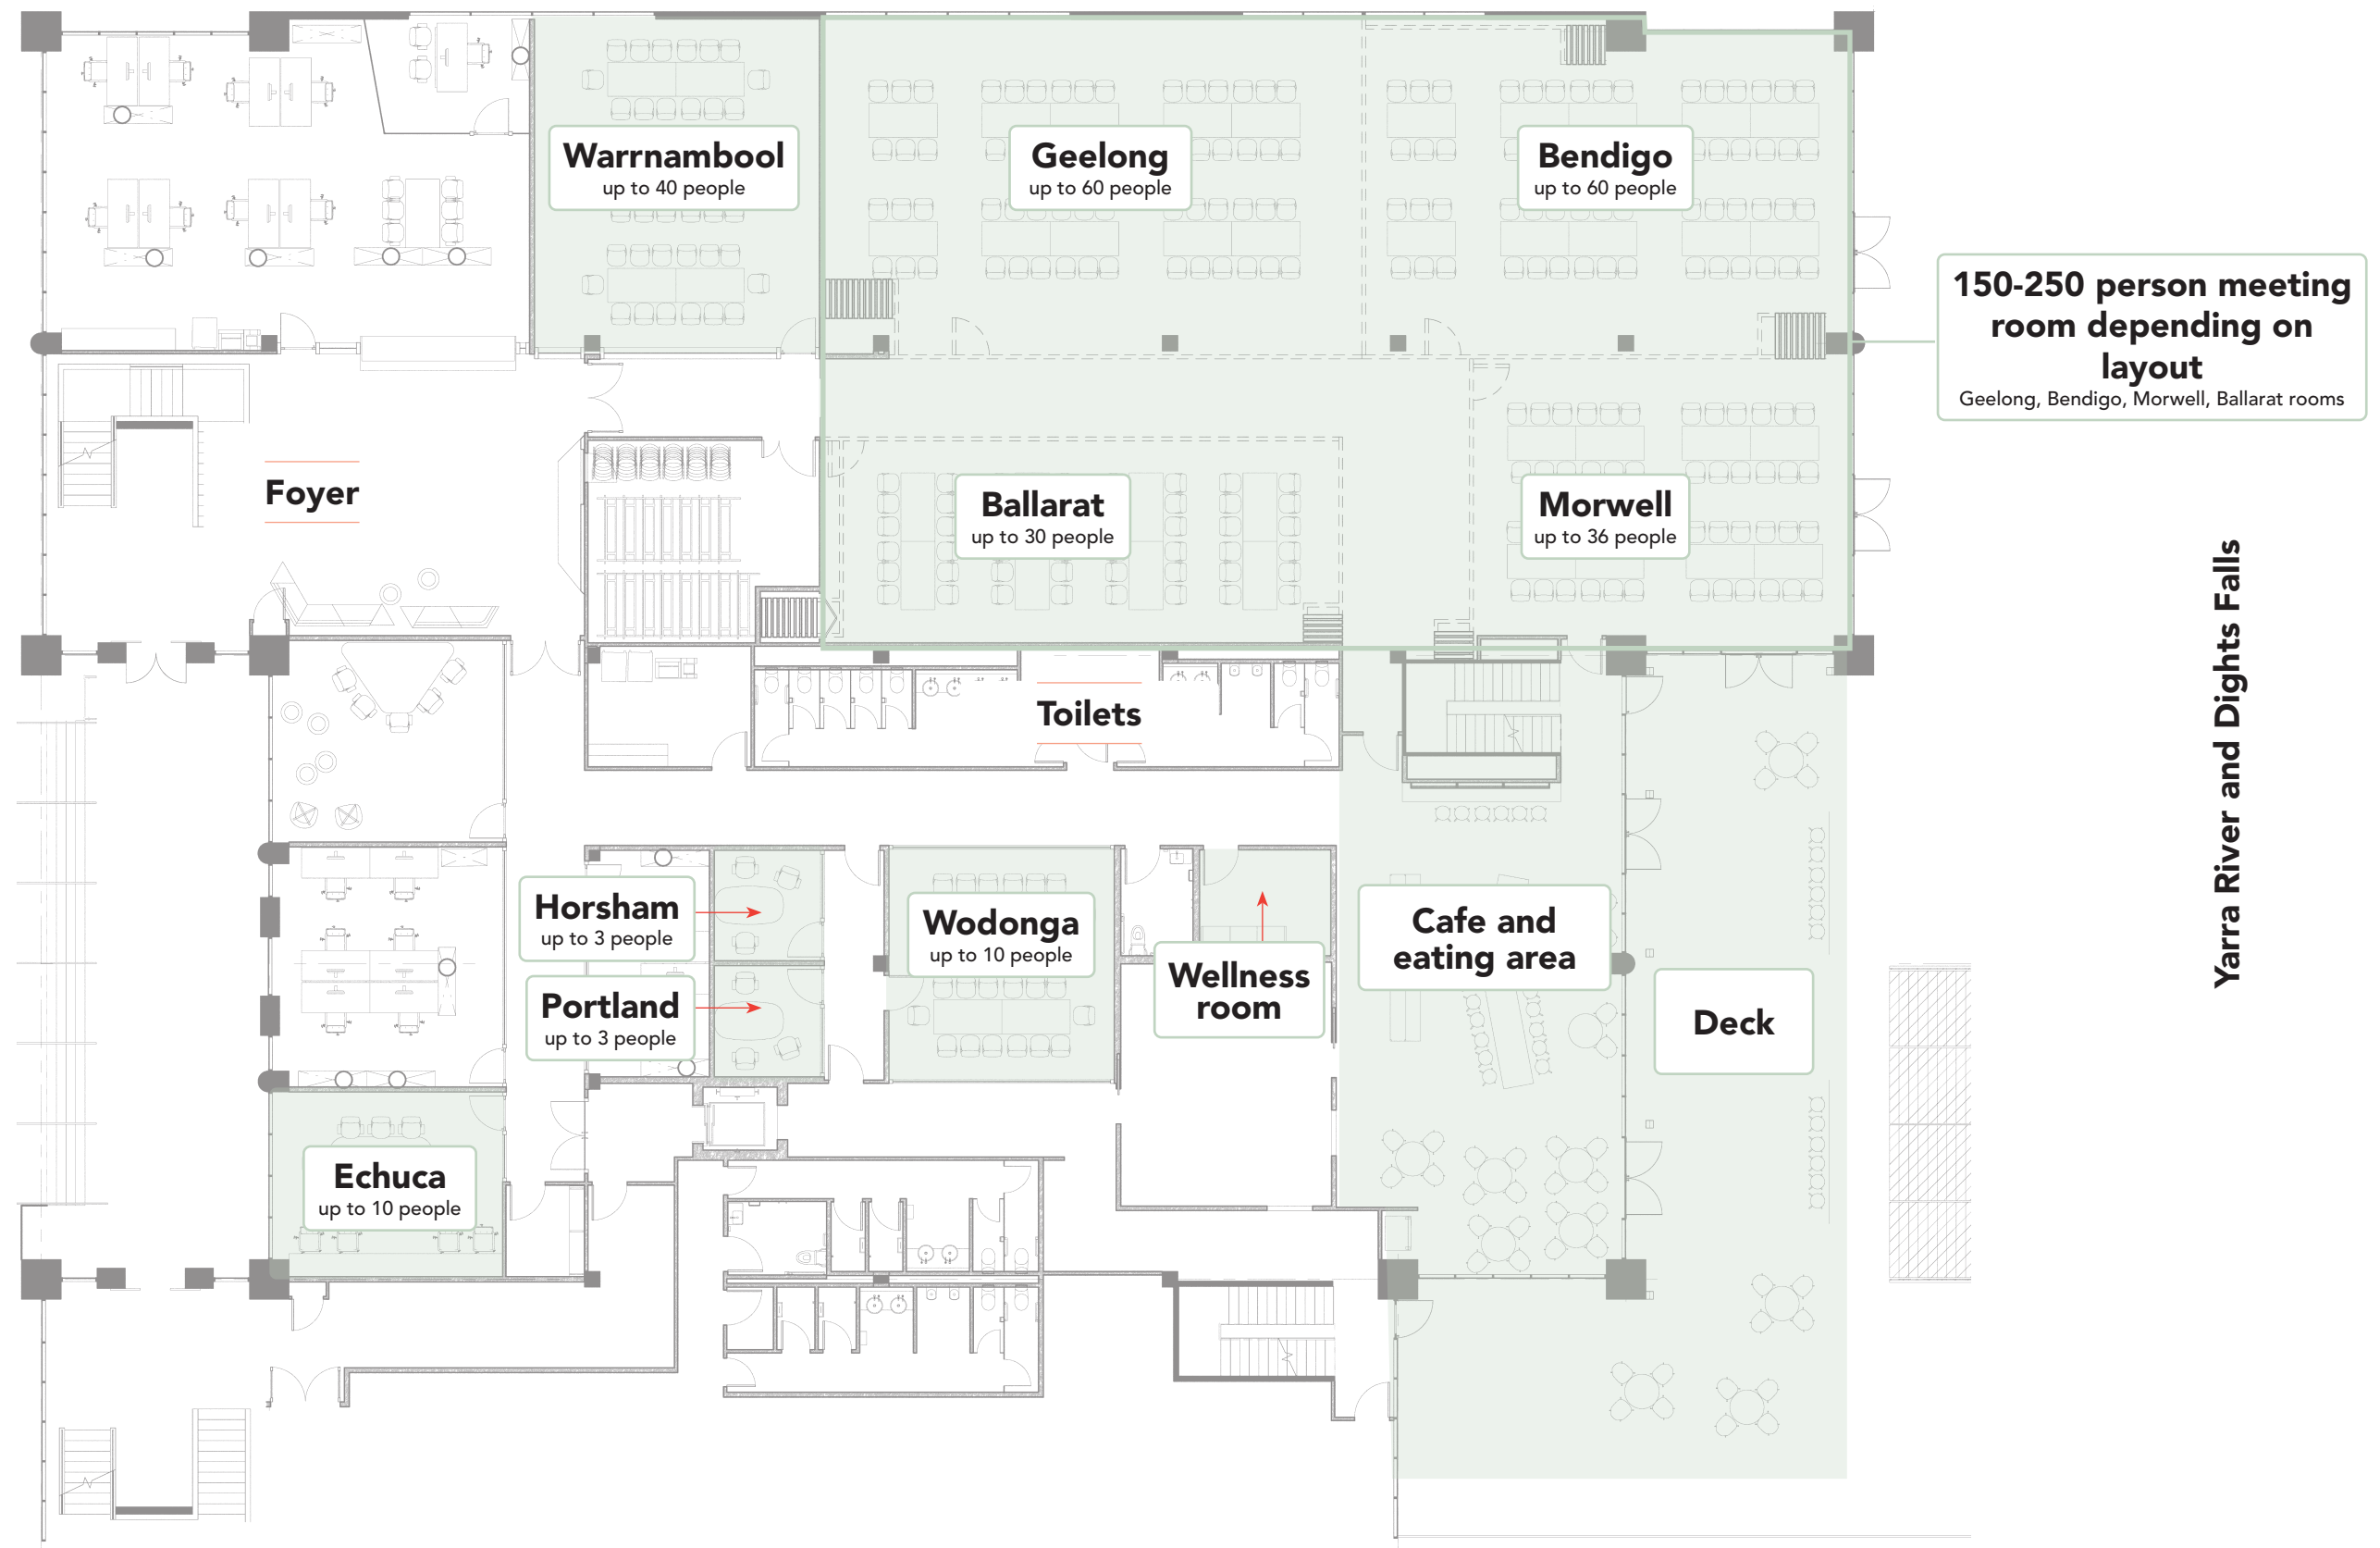 Warrnambool
up to 40 people
Geelong
up to 60 people
Bendigo
up to 60 people
150-250 person meeting
room depending on
layout
Geelong, Bendigo, Morwell, Ballarat rooms
Foyer
Ballarat
up to 30 people
Morwell
up to 36 people
Yarra River and Dights Falls
Toilets
Horsham
up to 3 people
Portland
up to 3 people
Wodonga
up to 10 people
Wellness
room
Cafe and
eating area
Deck
Echuca
up to 10 people